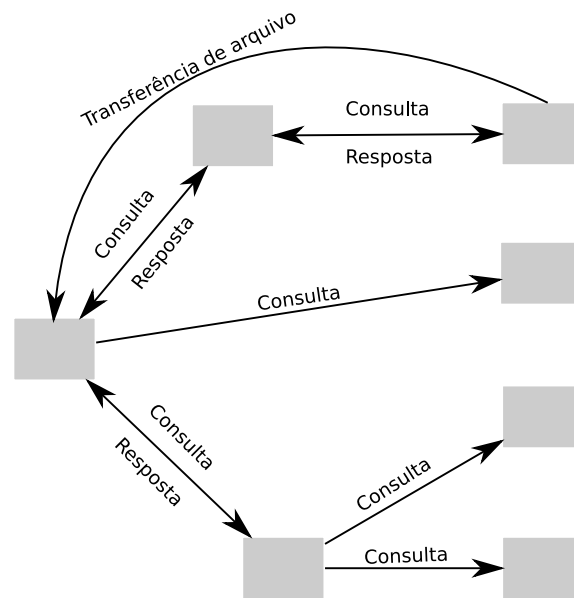 Transferência de arquivo
Consulta
Resposta
Consulta
Resposta
Consulta
Consulta
Resposta
Consulta
Consulta